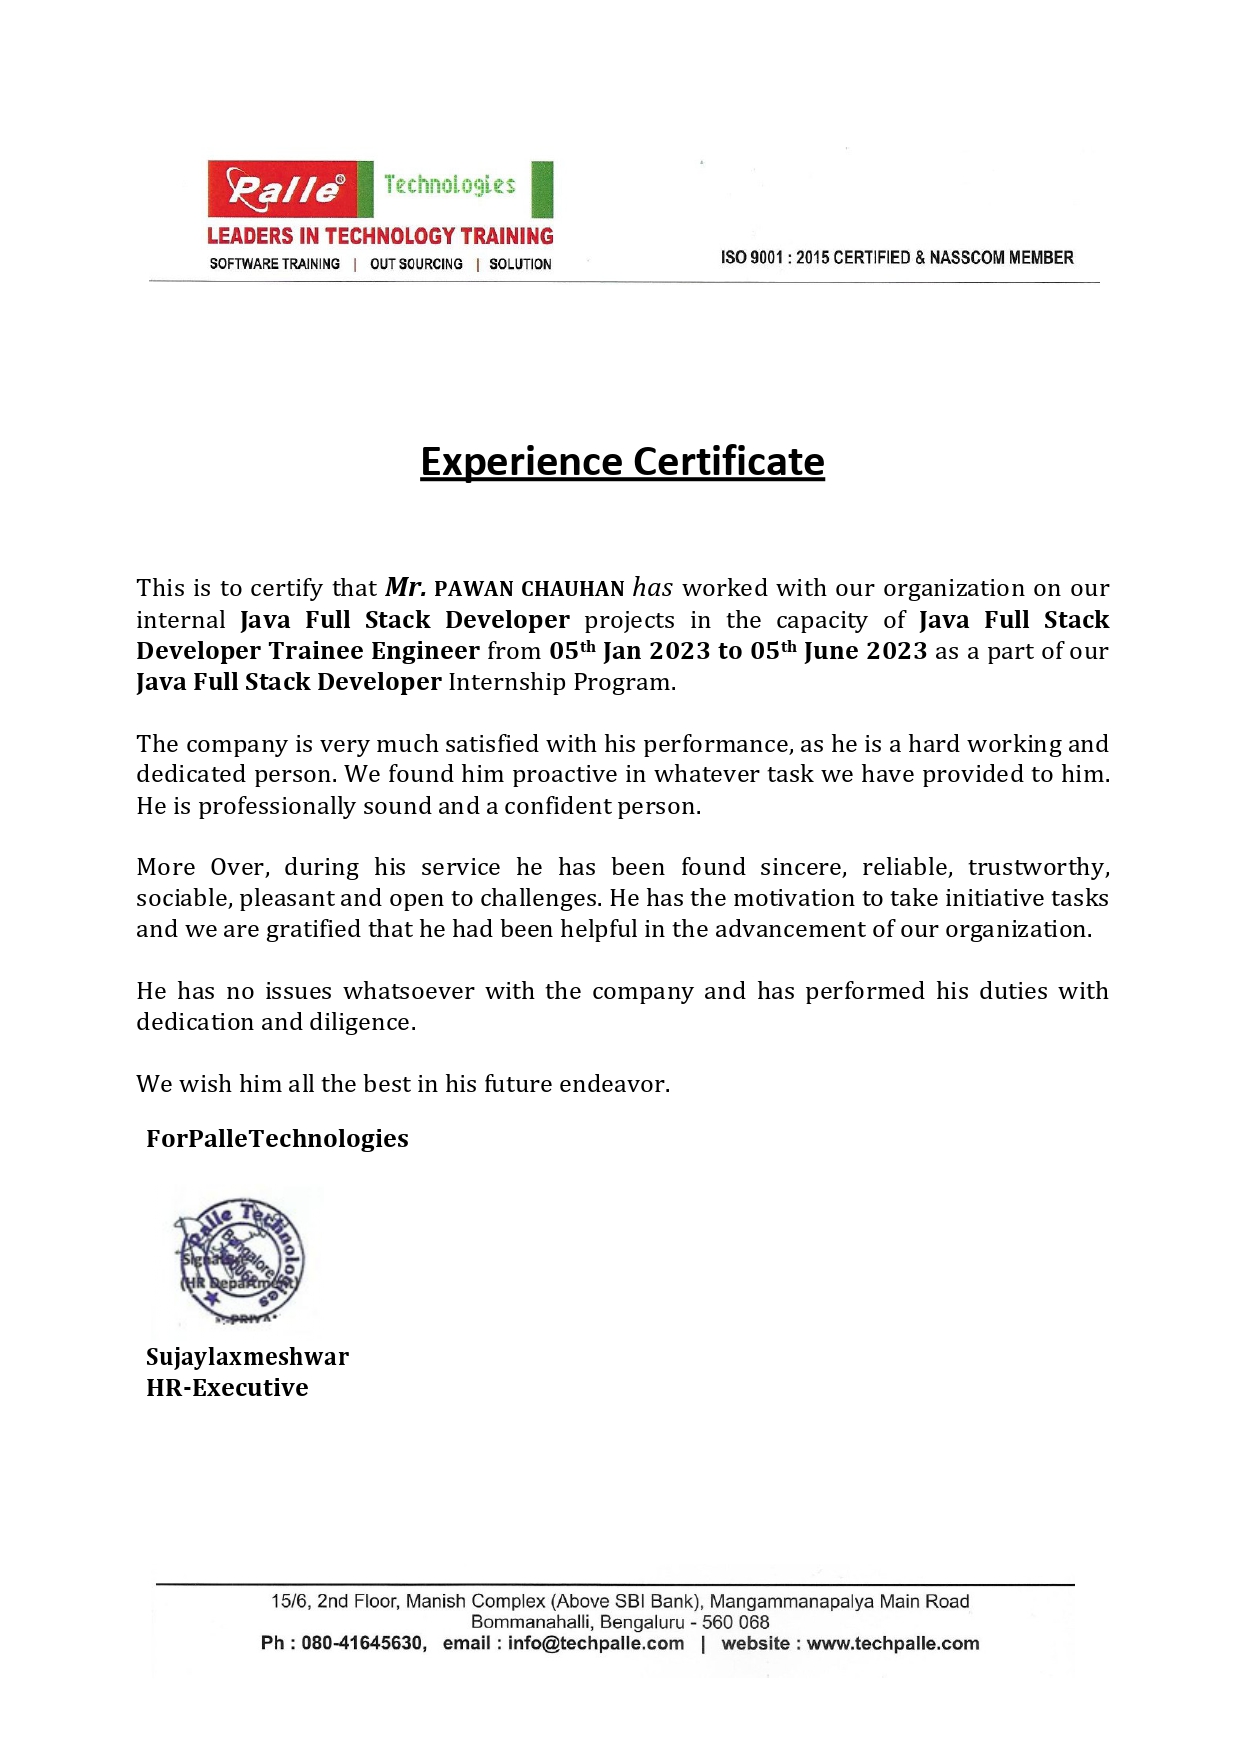 Palle® Technologies
LEADERS IN TECHNOLOGY TRAINING
SOFTWARE TRAINING | OUT SOURCING | SOLUTION
ISO 9001 : 2015 CERTIFIED & NASSCOM MEMBER
Experience Certificate
This is to certify that Mr. PAWAN CHAUHAN has worked with our organization on our
internal Java Full Stack Developer projects in the capacity of Java Full Stack
Developer Trainee Engineer from 05th Jan 2023 to 05th June 2023 as a part of our
Java Full Stack Developer Internship Program.
The company is very much satisfied with his performance, as he is a hard working and
dedicated person. We found him proactive in whatever task we have provided to him.
He is professionally sound and a confident person.
More Over, during his service he has been found sincere, reliable, trustworthy,
sociable, pleasant and open to challenges. He has the motivation to take initiative tasks
and we are gratified that he had been helpful in the advancement of our organization.
He has no issues whatsoever with the company and has performed his duties with
dedication and diligence.
We wish him all the best in his future endeavor.
ForPalleTechnologies
Palle Technologies
Bangalore
(HR Department)
PRIYA
Sujaylaxmeshwar
HR-Executive
15/6, 2nd Floor, Manish Complex (Above SBI Bank), Mangammanapalya Main Road
Bommanahalli, Bengaluru - 560 068
Ph : 080-41645630, email : info@techpalle.com | website : www.techpalle.com